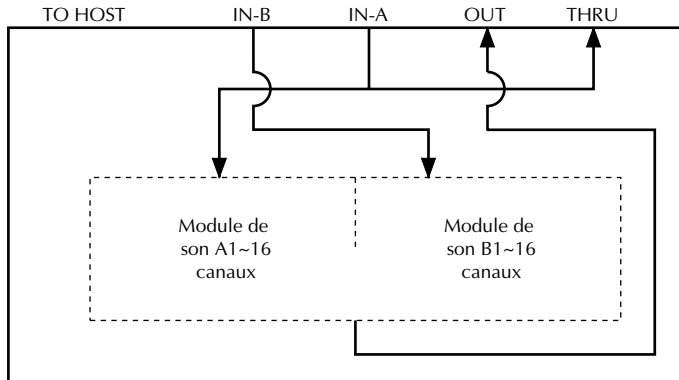 TO HOST IN-B IN-A OUT THRU
Module de
son A1~16
canaux
Module de
son B1~16
canaux